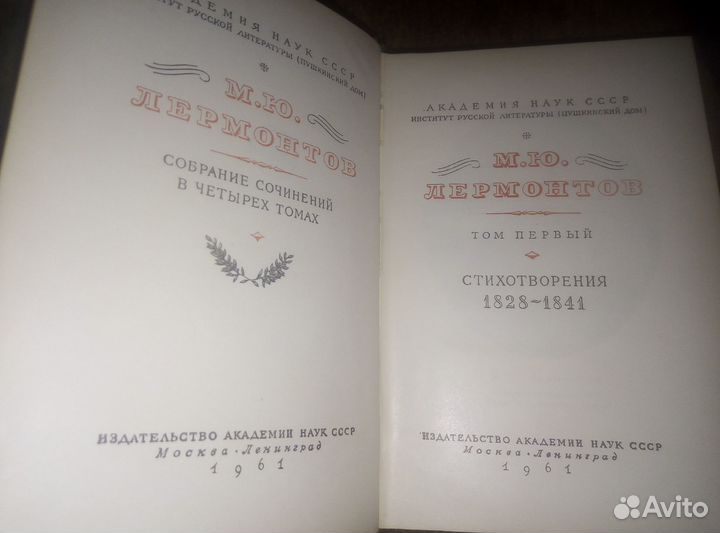 АКАДЕМИЯ НАУК СССР
ИНСТИТУТ РУССКОЙ ЛИТЕРАТУРЫ (ПУШКИНСКИЙ ДОМ)
М.Ю.
ЛЕРМОНТОВ
СОБРАНИЕ СОЧИНЕНИЙ
В ЧЕТЫРЕХ ТОМАХ
ИЗДАТЕЛЬСТВО АКАДЕМИИ НАУК СССР
Москва · Ленинград
1961
АКАДЕМИЯ НАУК СССР
ИНСТИТУТ РУССКОЙ ЛИТЕРАТУРЫ (ПУШКИНСКИЙ ДОМ)
М.Ю.
ЛЕРМОНТОВ
ТОМ ПЕРВЫЙ
СТИХОТВОРЕНИЯ
1828~1841
ИЗДАТЕЛЬСТВО АКАДЕМИИ НАУК СССР
Москва · Ленинград
1961
Avito